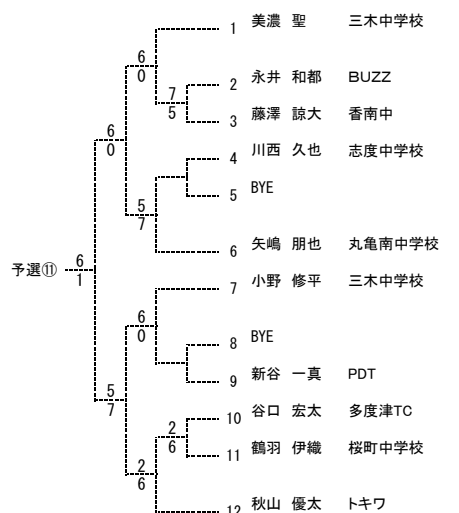 1 美濃 聖 三木中学校
6
0
2 永井 和都 BUZZ
7
5
3 藤澤 諒大 香南中
6
0
4 川西 久也 志度中学校
5 BYE
5
7
6 矢嶋 朋也 丸亀南中学校
予選⑪
6
1
7 小野 修平 三木中学校
6
0
8 BYE
9 新谷 一真 PDT
5
7
10 谷口 宏太 多度津TC
2
6
11 鶴羽 伊織 桜町中学校
2
6
12 秋山 優太 トキワ